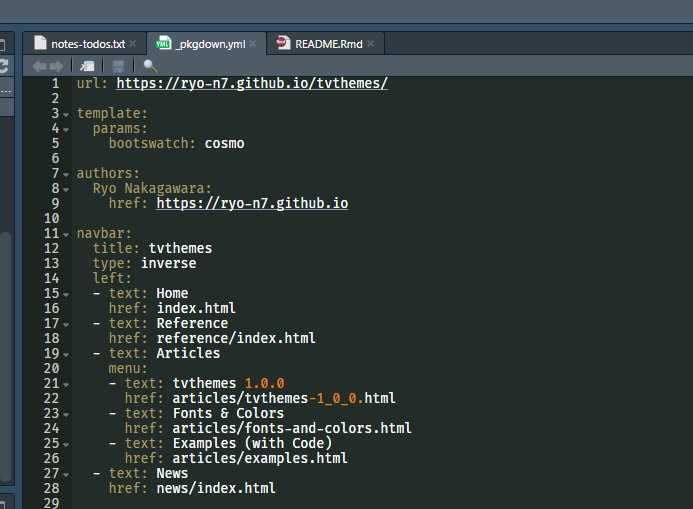 notes-todos.txt × _pkgdown.yml × README.Rmd ×
1 url: https://ryo-n7.github.io/tvthemes/
2
3 template:
4   params:
5     bootswatch: cosmo
6
7 authors:
8   Ryo Nakagawara:
9     href: https://ryo-n7.github.io
10
11 navbar:
12   title: tvthemes
13   type: inverse
14   left:
15   - text: Home
16     href: index.html
17   - text: Reference
18     href: reference/index.html
19   - text: Articles
20     menu:
21     - text: tvthemes 1.0.0
22       href: articles/tvthemes-1_0_0.html
23     - text: Fonts & Colors
24       href: articles/fonts-and-colors.html
25     - text: Examples (with Code)
26       href: articles/examples.html
27   - text: News
28     href: news/index.html
29